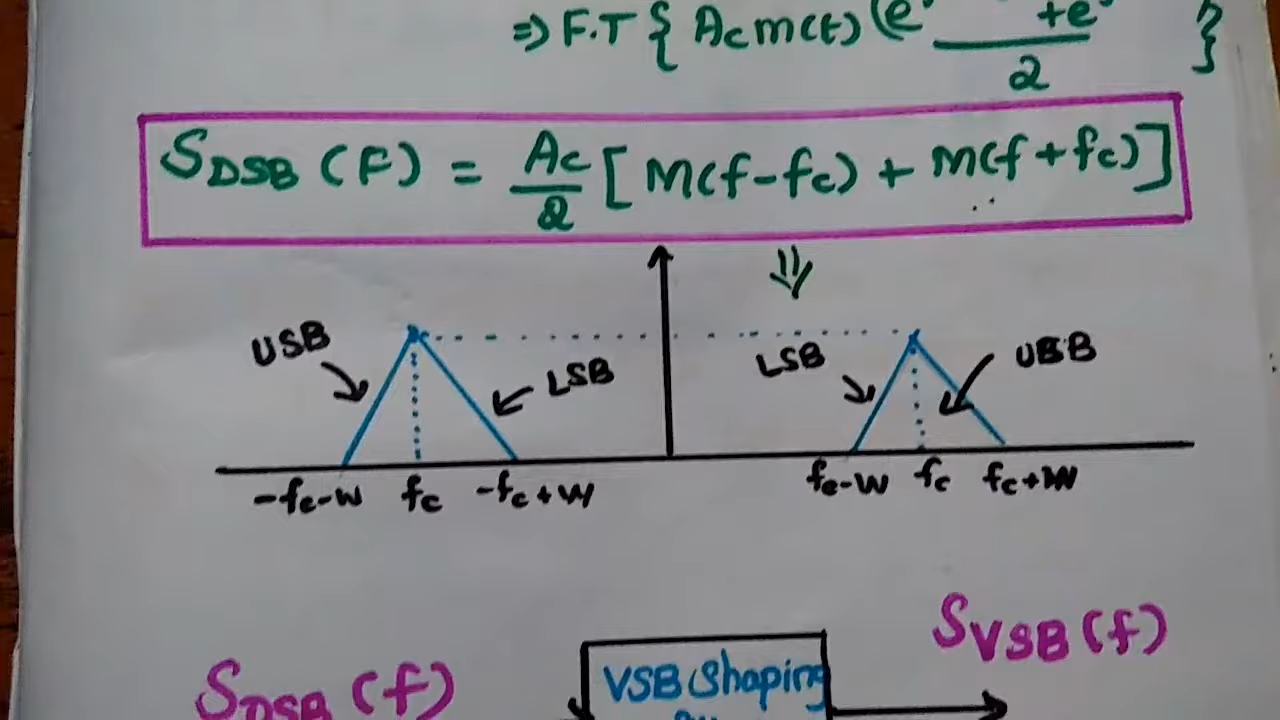 ⇒ F.T { Ac m(t) (e + e }
2
SDSB (F) = Ac/2 [ M(f-fc) + M(f+fc) ]
USB LSB LSB USB
-fc-W fc -fc+W fc-W fc fc+W
SVSB (f)
SDSB (f) VSB Shaping